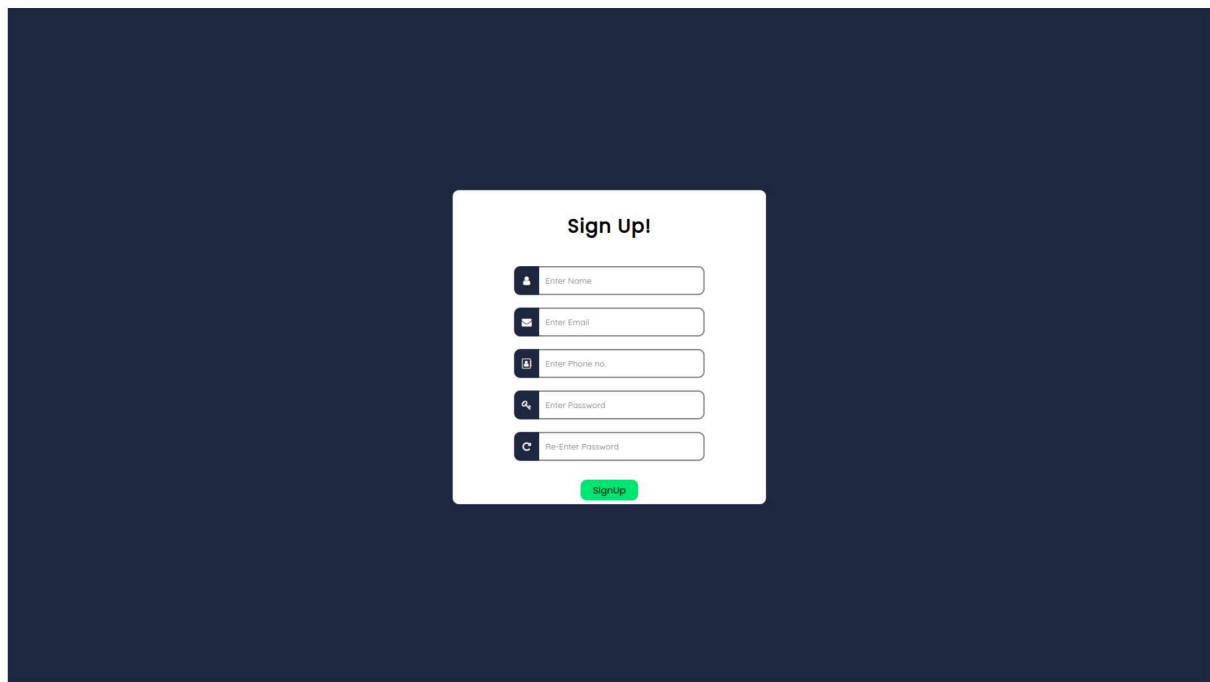 Sign Up!
Enter Name
Enter Email
Enter Phone no.
Enter Password
Re-Enter Password
SignUp